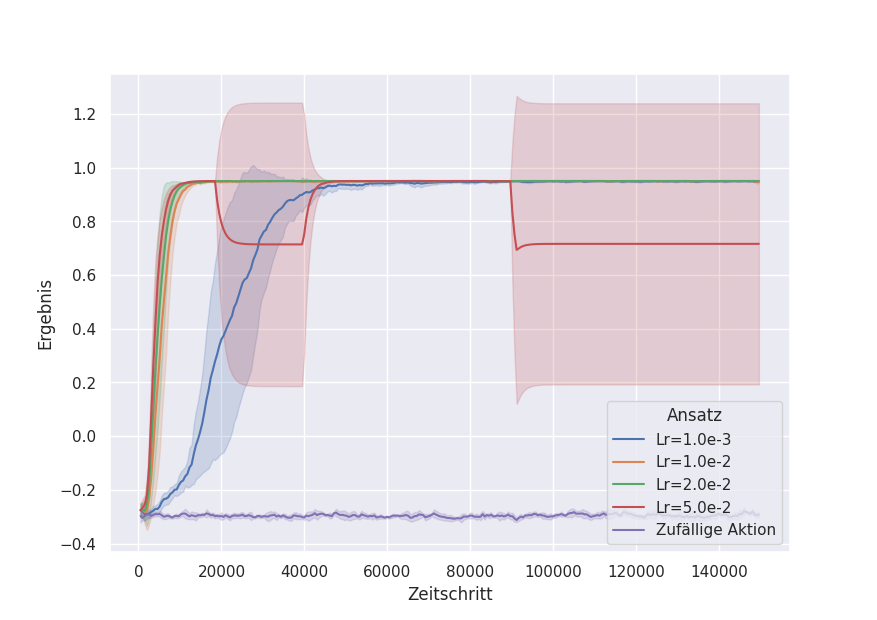 1.2
1.0
0.8
0.6
0.4
0.2
0.0
−0.2
−0.4
Ergebnis
0
20000
40000
60000
80000
100000
120000
140000
Zeitschritt
Ansatz
Lr=1.0e-3
Lr=1.0e-2
Lr=2.0e-2
Lr=5.0e-2
Zufällige Aktion